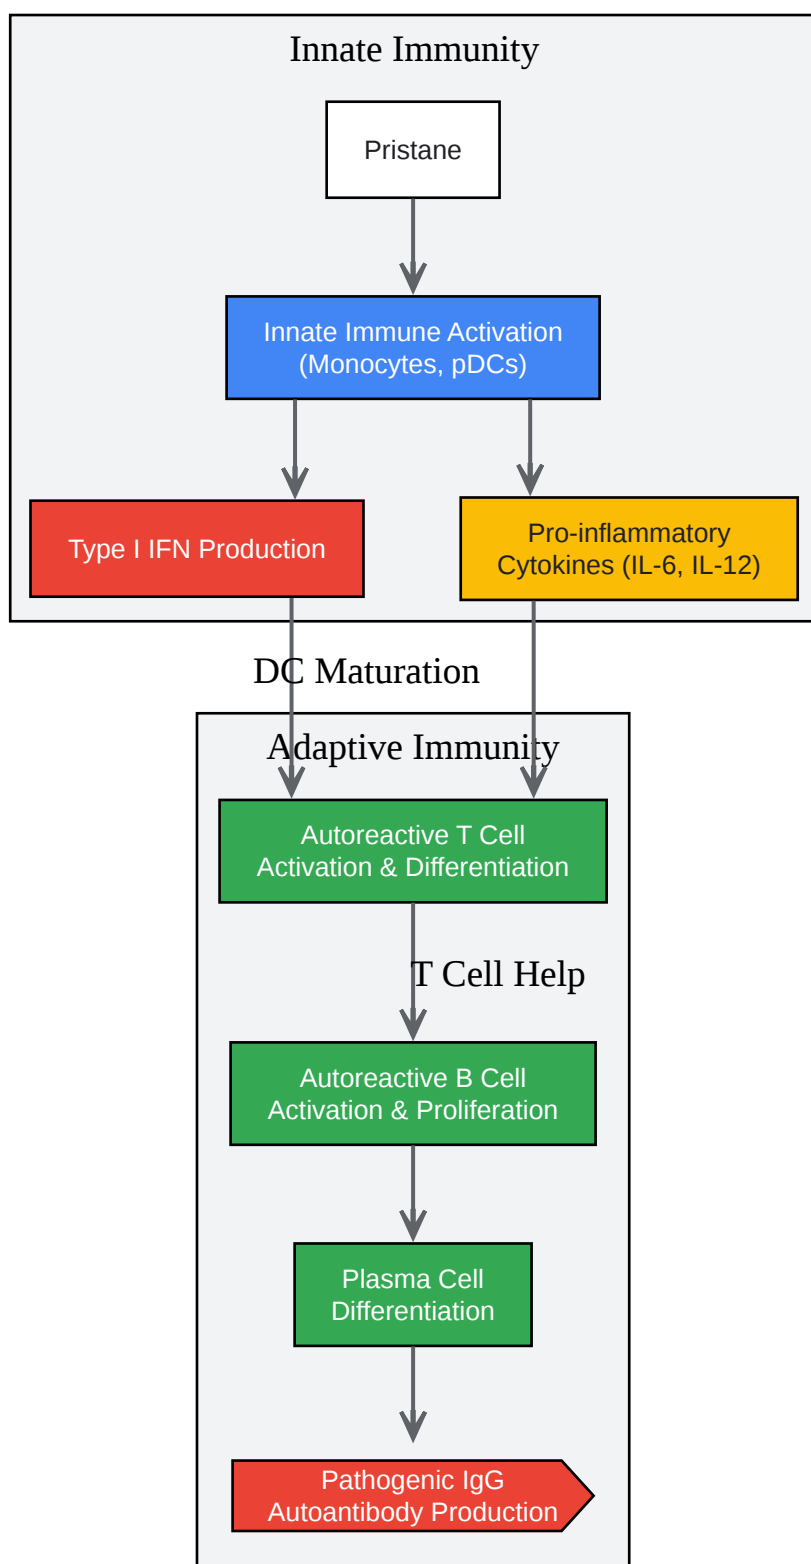 Innate Immunity
Pristane
Innate Immune Activation
(Monocytes, pDCs)
Type I IFN Production
Pro-inflammatory
Cytokines (IL-6, IL-12)
DC Maturation
Adaptive Immunity
Autoreactive T Cell
Activation & Differentiation
T Cell Help
Autoreactive B Cell
Activation & Proliferation
Plasma Cell
Differentiation
Pathogenic IgG
Autoantibody Production